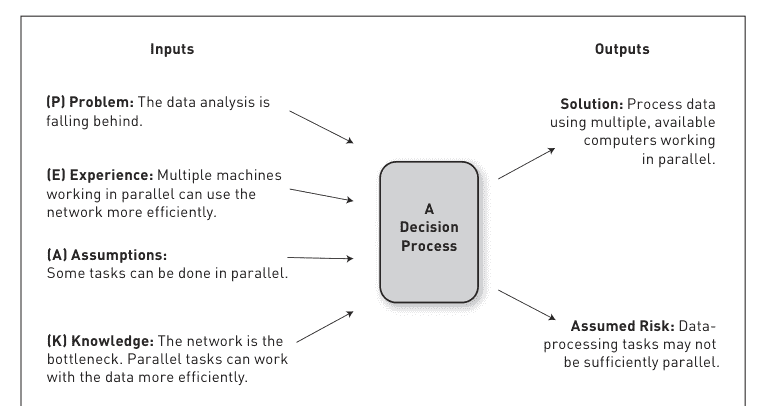 Inputs
Outputs
(P) Problem: The data analysis is
falling behind.
(E) Experience: Multiple machines
working in parallel can use the
network more efficiently.
(A) Assumptions:
Some tasks can be done in parallel.
(K) Knowledge: The network is the
bottleneck. Parallel tasks can work
with the data more efficiently.
A
Decision
Process
Solution: Process data
using multiple, available
computers working
in parallel.
Assumed Risk: Data-
processing tasks may not
be sufficiently parallel.